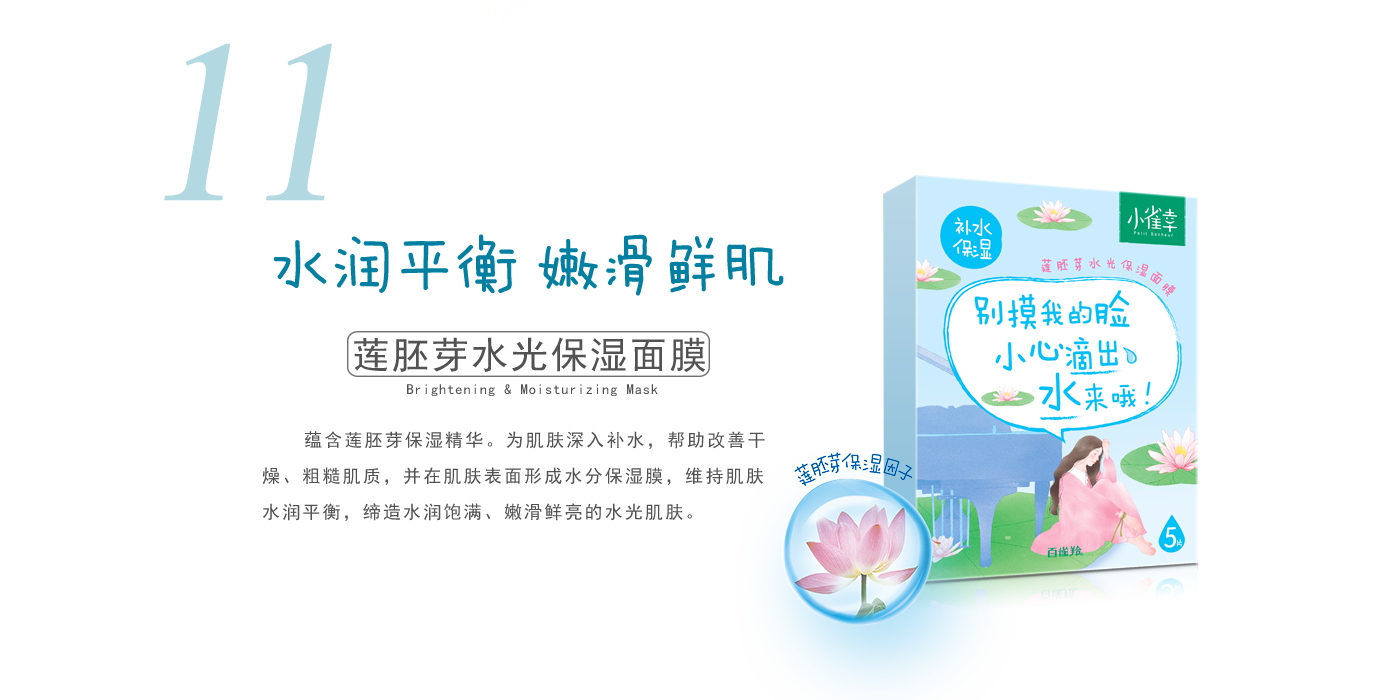 11
水润平衡 嫩滑鲜肌
莲胚芽水光保湿面膜
Brightening & Moisturizing Mask
蕴含莲胚芽保湿精华。为肌肤深入补水，帮助改善干
燥、粗糙肌质，并在肌肤表面形成水分保湿膜，维持肌肤
水润平衡，缔造水润饱满、嫩滑鲜亮的水光肌肤。
莲胚芽保湿因子
补水
保湿
小雀幸
Petit bonheur
莲胚芽水光保湿面膜
别摸我的脸
小心滴出
水来哦！
百雀羚
5片